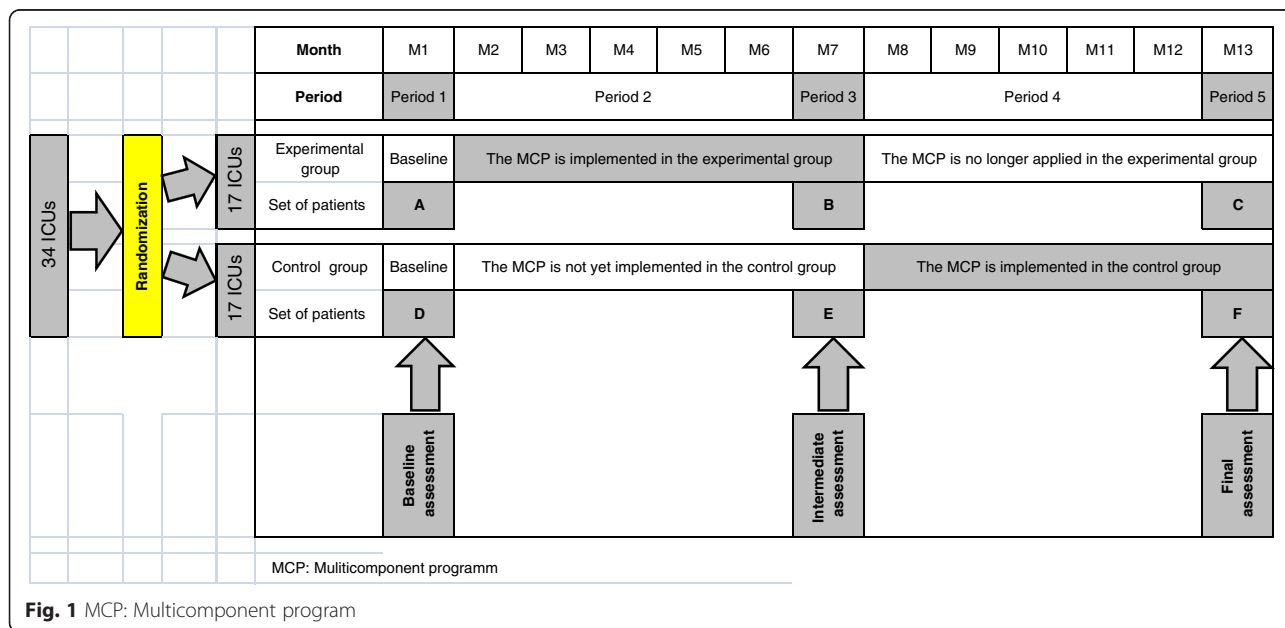 Month M1 M2 M3 M4 M5 M6 M7 M8 M9 M10 M11 M12 M13
Period Period 1 Period 2 Period 3 Period 4 Period 5
34 ICUs
Randomization
17 ICUs
Experimental
group
Baseline
The MCP is implemented in the experimental group
The MCP is no longer applied in the experimental group
Set of patients A B C
17 ICUs
Control group Baseline The MCP is not yet implemented in the control group The MCP is implemented in the control group
Set of patients D E F
Baseline
assessment
Intermediate
assessment
Final
assessment
MCP: Muliticomponent programm
Fig. 1 MCP: Multicomponent program